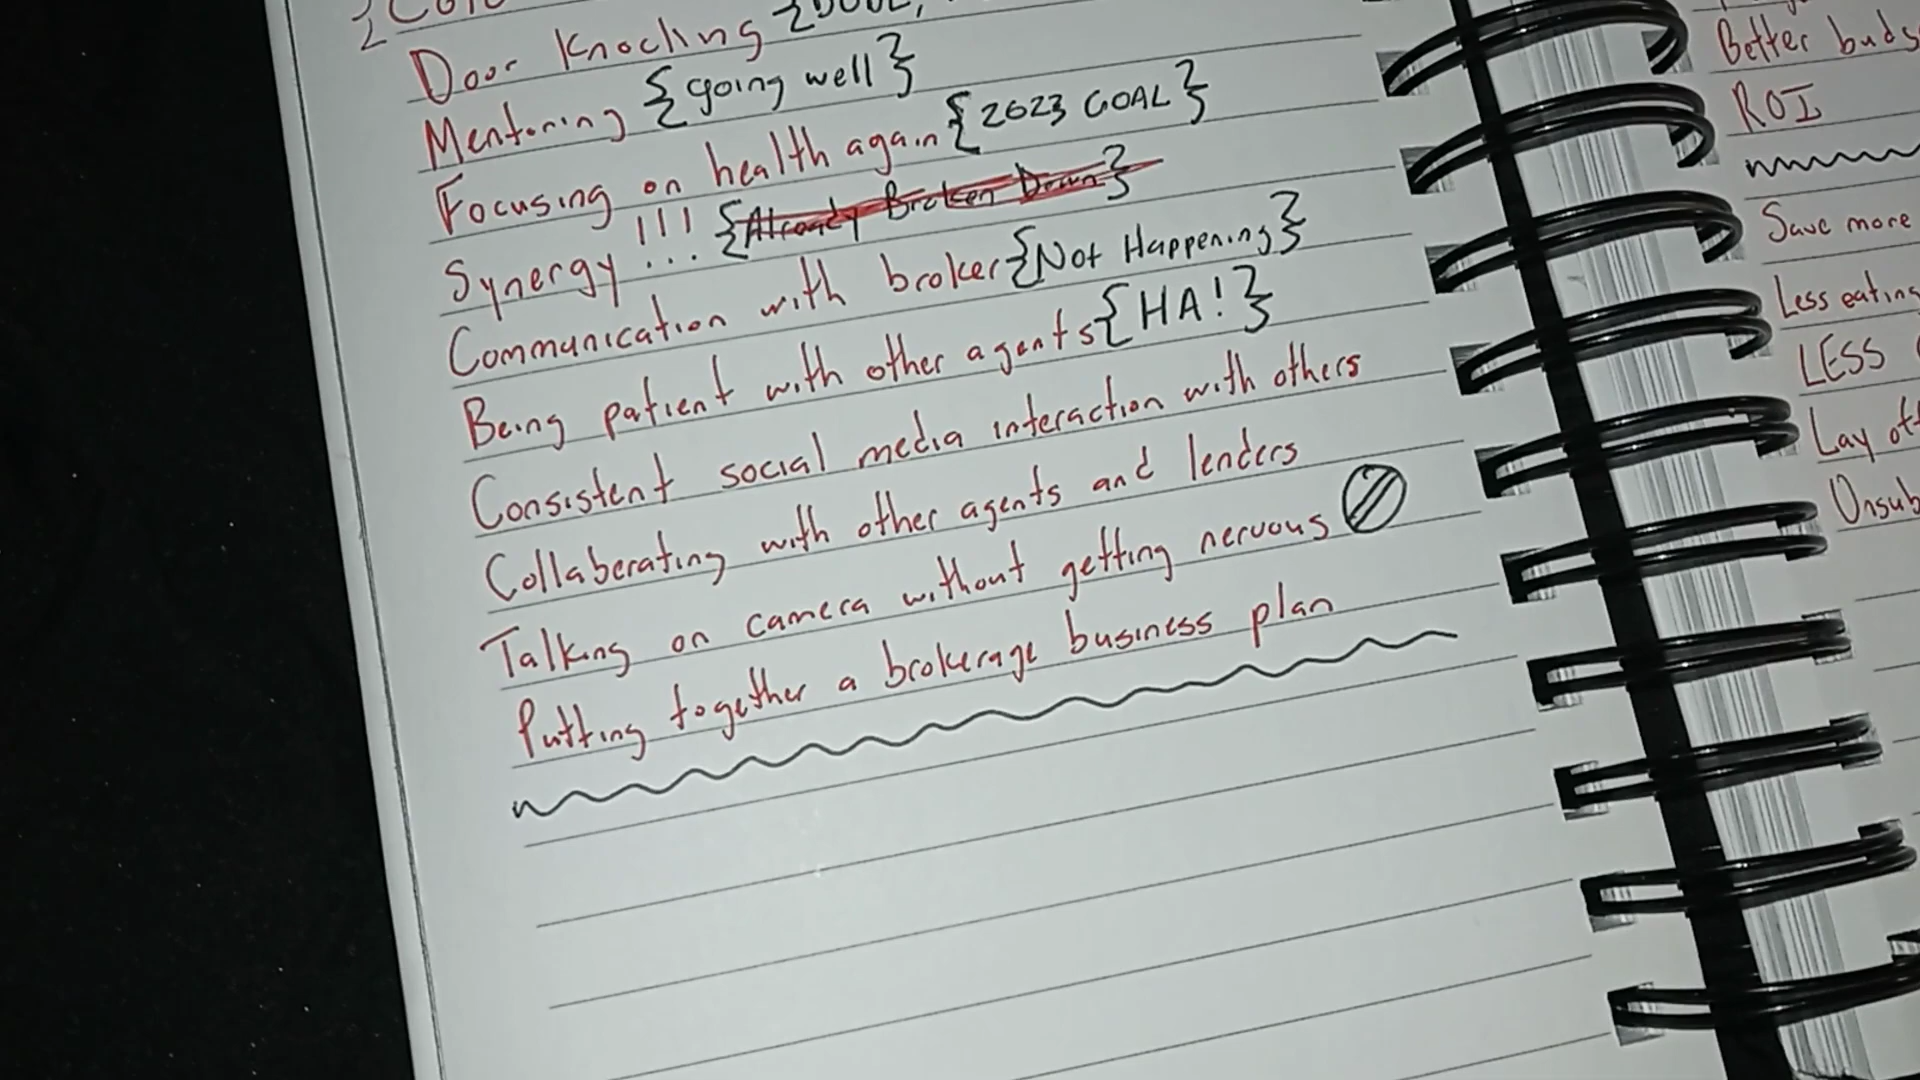 Door Knocking {
Mentoring {going well}
Focusing on health again {2023 GOAL}
Synergy!!! {Already Broken Down}
Communication with broker {Not Happening}
Being patient with other agents {HA!}
Consistent social media interaction with others
Collaberating with other agents and lenders
Talking on camera without getting nervous
Putting together a brokerage business plan
Better
ROI
Save more
Less eating
LESS
Lay